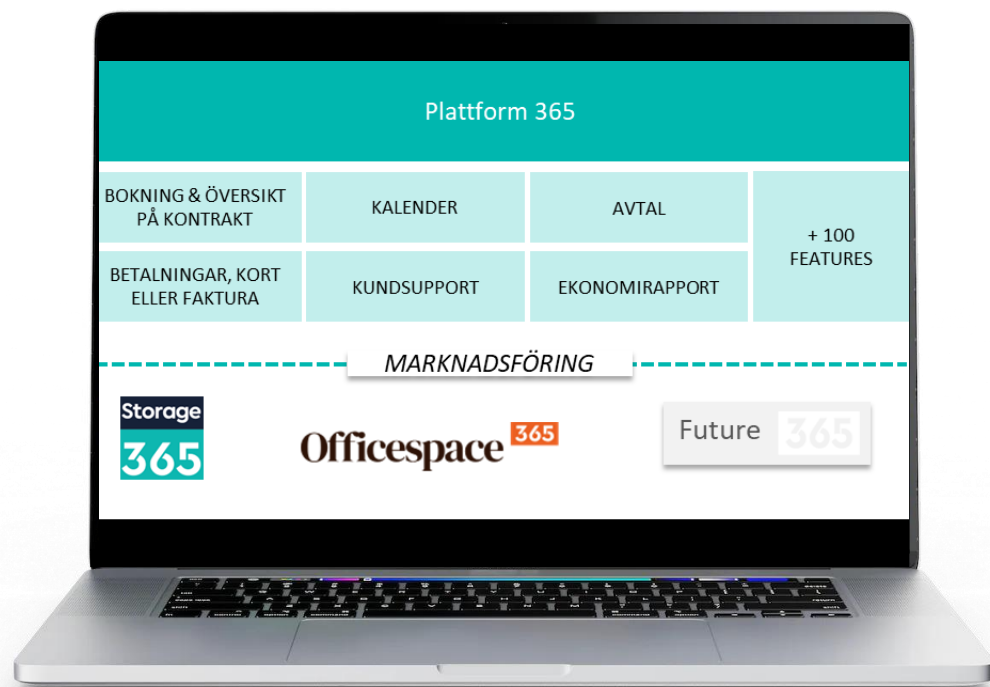 Plattform 365
BOKNING & ÖVERSIKT
PÅ KONTRAKT
KALENDER
AVTAL
+ 100
FEATURES
BETALNINGAR, KORT
ELLER FAKTURA
KUNDSUPPORT
EKONOMIRAPPORT
MARKNADSFÖRING
Storage
365
Officespace 365
Future 365